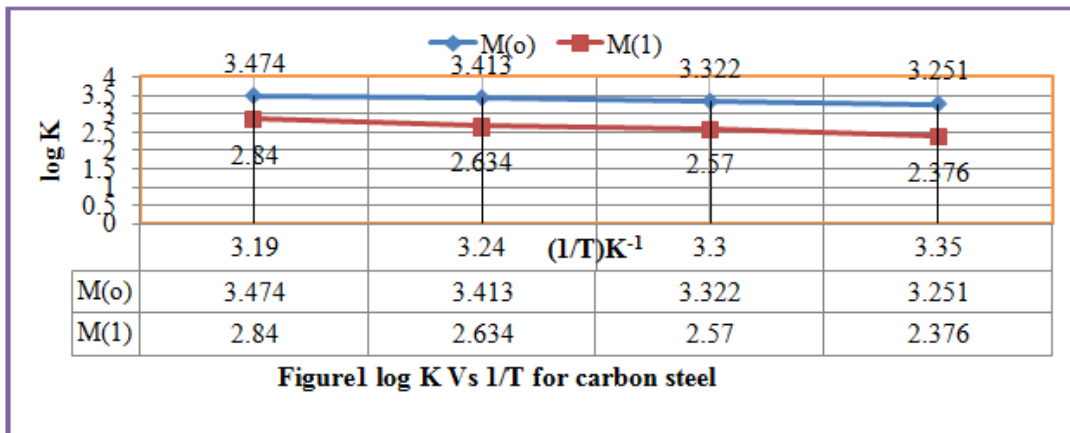 M(o) M(1)
3.474 3.413 3.322 3.251
4
3.5
3
2.5
2
1.5
1
0.5
0
log K
2.84 2.634 2.57 2.376
3.19 3.24 (1/T)K⁻¹ 3.3 3.35
M(o) 3.474 3.413 3.322 3.251
M(1) 2.84 2.634 2.57 2.376
Figure1 log K Vs 1/T for carbon steel